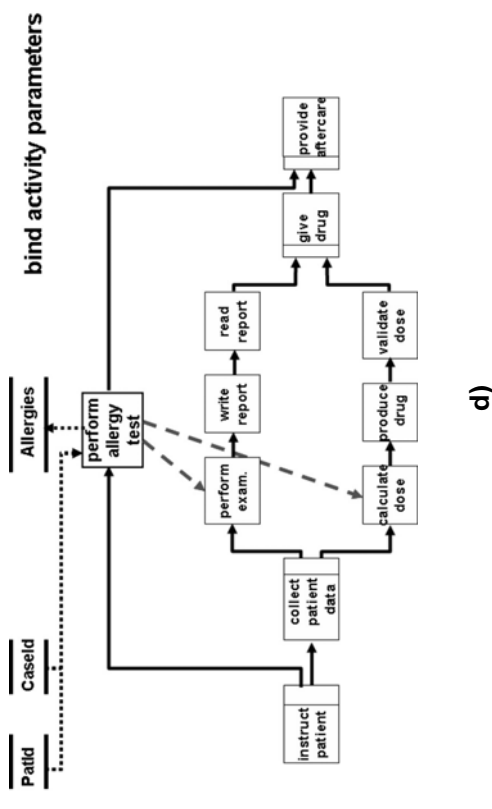 bind activity parameters
PatId
CaseId
Allergies
perform
allergy
test
instruct
patient
collect
patient
data
perform
exam.
write
report
read
report
calculate
dose
produce
drug
validate
dose
give
drug
provide
aftercare
d)